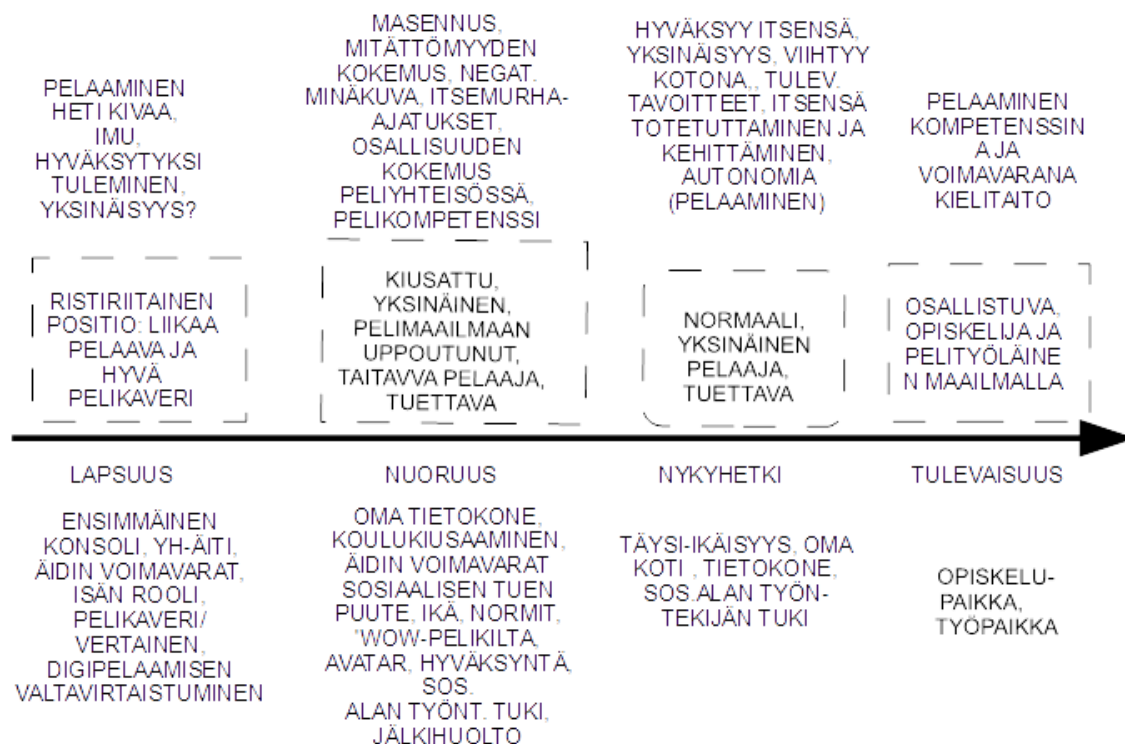 PELAAMINEN
HETI KIVAA,
IMU,
HYVÄKSYTYKSI
TULEMINEN,
YKSINÄISYYS?
MASENNUS,
MITÄTTÖMYYDEN
KOKEMUS, NEGAT.
MINÄKUVA, ITSEMURHA-
AJATUKSET,
OSALLISUUDEN
KOKEMUS
PELIYHTEISÖSSÄ,
PELIKOMPETENSSI
HYVÄKSYY ITSENSÄ,
YKSINÄISYYS, VIIHTYY
KOTONA,, TULEV.
TAVOITTEET, ITSENSÄ
TOTETUTTAMINEN JA
KEHITTÄMINEN,
AUTONOMIA
(PELAAMINEN)
PELAAMINEN
KOMPETENSSIN
A JA
VOIMAVARANA
KIELITAITO
RISTIRIITAINEN
POSITIO: LIIKAA
PELAAVA JA
HYVÄ
PELIKAVERI
KIUSATTU,
YKSINÄINEN,
PELIMAAILMAAN
UPPOUTUNUT,
TAITAVVA PELAAJA,
TUETTAVA
NORMAALI,
YKSINÄINEN
PELAAJA,
TUETTAVA
OSALLISTUVA,
OPISKELIJA JA
PELITYÖLÄINE
N MAAILMALLA
LAPSUUS
NUORUUS
NYKYHETKI
TULEVAISUUS
ENSIMMÄINEN
KONSOLI, YH-ÄITI,
ÄIDIN VOIMAVARAT,
ISÄN ROOLI,
PELIKAVERI/
VERTAINEN,
DIGIPELAAMISEN
VALTAVIRTAISTUMINEN
OMA TIETOKONE,
KOULUKIUSAAMINEN,
ÄIDIN VOIMAVARAT
SOSIAALISEN TUEN
PUUTE, IKÄ, NORMIT,
'WOW-PELIKILTA,
AVATAR, HYVÄKSYNTÄ,
SOS.
ALAN TYÖNT. TUKI,
JÄLKIHUOLTO
TÄYSI-IKÄISYYS, OMA
KOTI , TIETOKONE,
SOS.ALAN TYÖN-
TEKIJÄN TUKI
OPISKELU-
PAIKKA,
TYÖPAIKKA